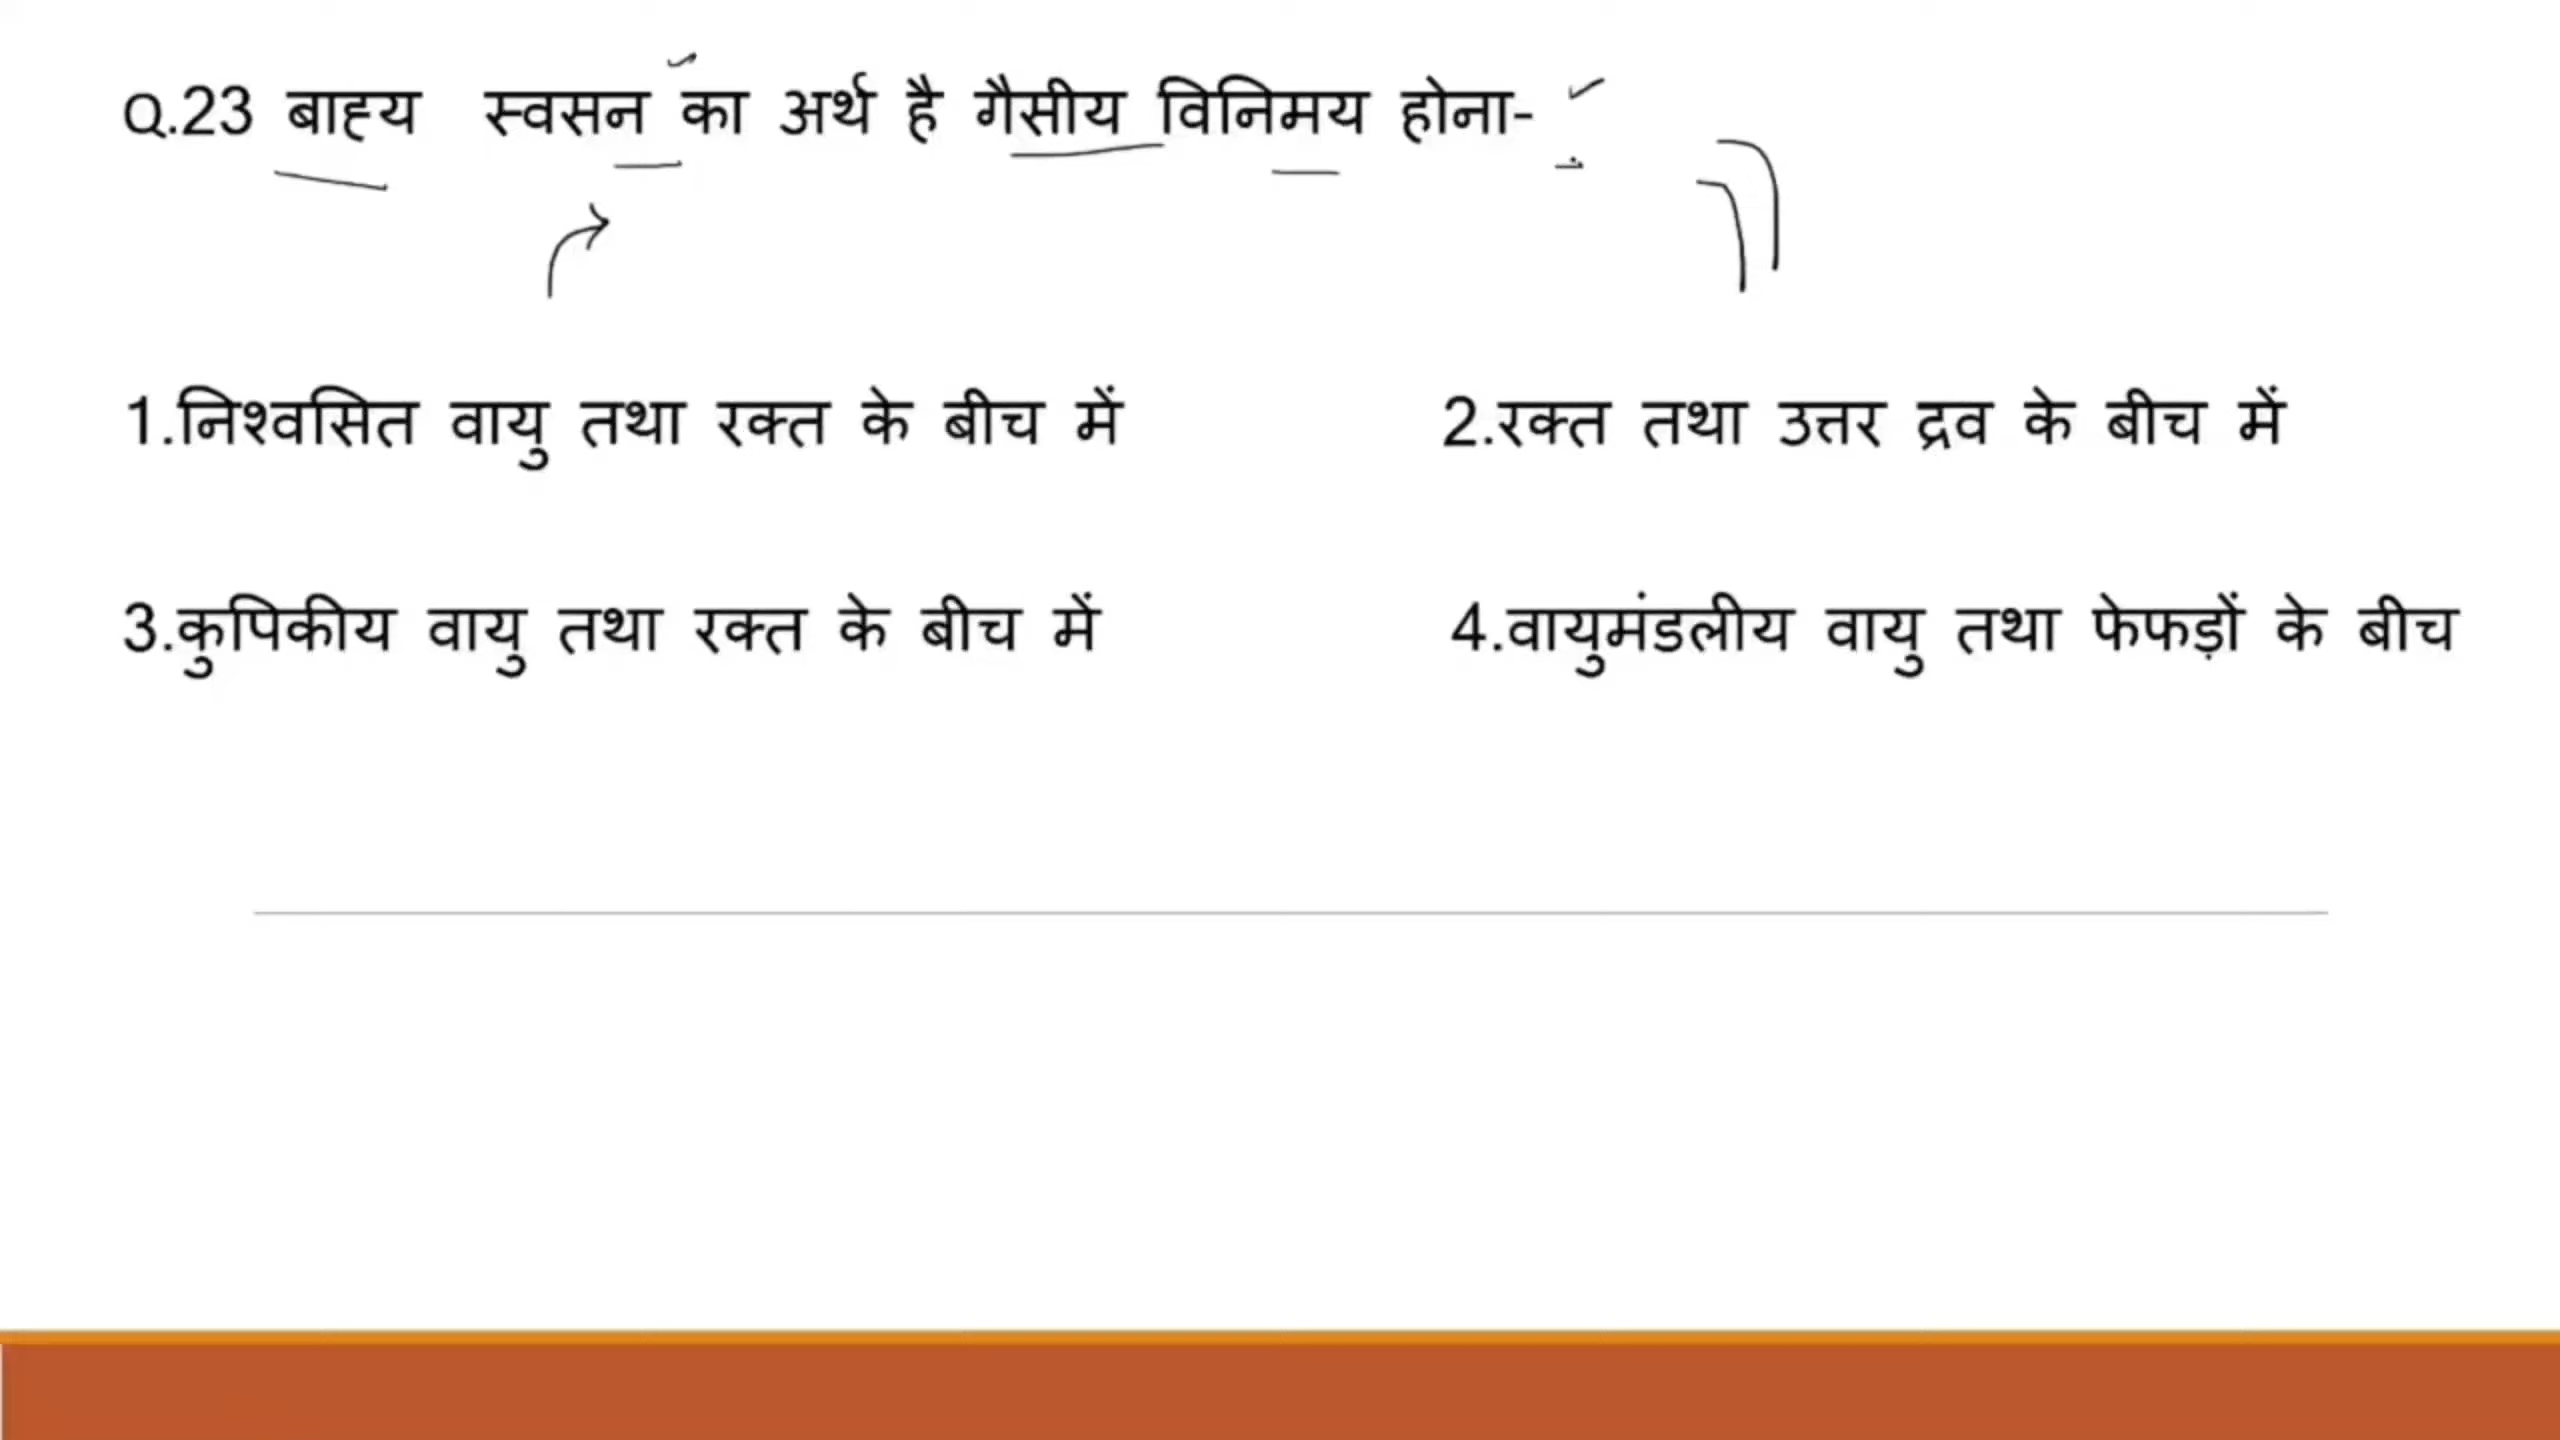 Q.23 बाह्य स्वसन का अर्थ है गैसीय विनिमय होना-
1.निश्वसित वायु तथा रक्त के बीच में
2.रक्त तथा उत्तर द्रव के बीच में
3.कुपिकीय वायु तथा रक्त के बीच में
4.वायुमंडलीय वायु तथा फेफड़ों के बीच